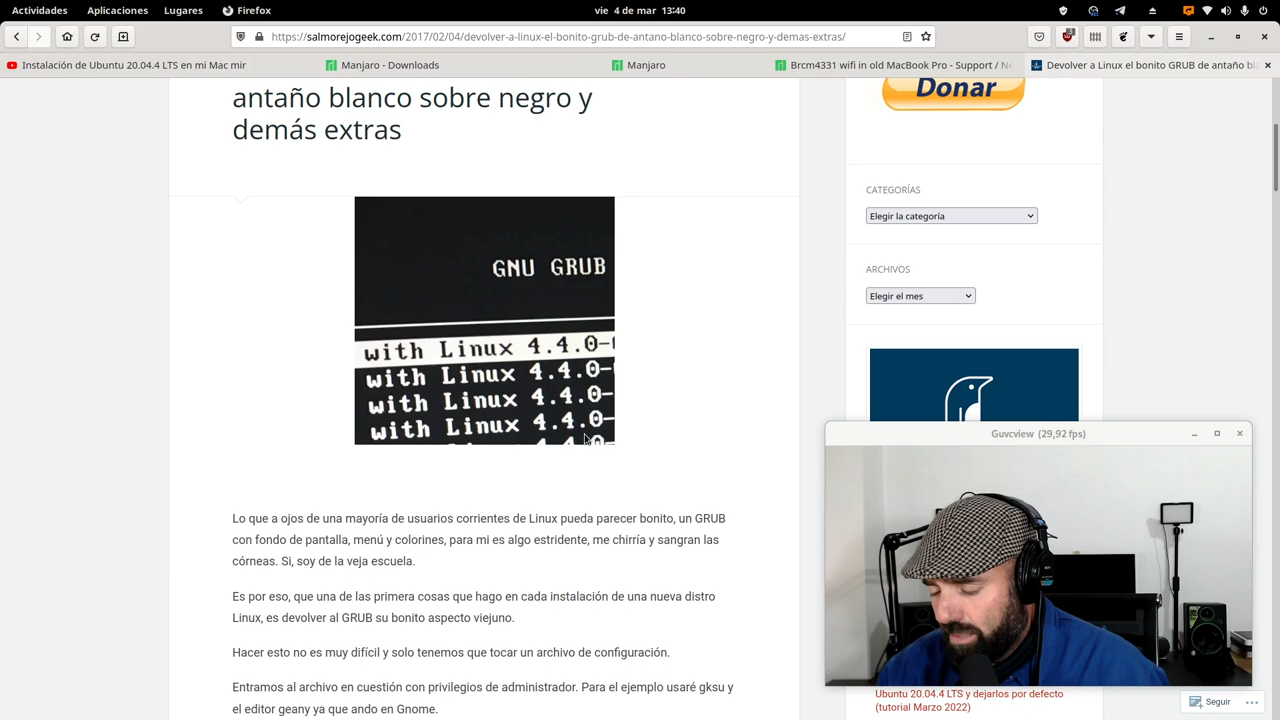 Actividades Aplicaciones Lugares Firefox vie 4 de mar 13:40
https://salmorejogeek.com/2017/02/04/devolver-a-linux-el-bonito-grub-de-antano-blanco-sobre-negro-y-demas-extras/
Instalación de Ubuntu 20.04.4 LTS en mi Mac mir
Manjaro - Downloads
Manjaro
Brcm4331 wifi in old MacBook Pro - Support / Ne
Devolver a Linux el bonito GRUB de antaño bl
antaño blanco sobre negro y
demás extras
GNU GRUB
with Linux 4.4.0-
with Linux 4.4.0-
with Linux 4.4.0-
with Linux 4.4.0-
Lo que a ojos de una mayoría de usuarios corrientes de Linux pueda parecer bonito, un GRUB
con fondo de pantalla, menú y colorines, para mi es algo estridente, me chirría y sangran las
córneas. Si, soy de la veja escuela.
Es por eso, que una de las primera cosas que hago en cada instalación de una nueva distro
Linux, es devolver al GRUB su bonito aspecto viejuno.
Hacer esto no es muy difícil y solo tenemos que tocar un archivo de configuración.
Entramos al archivo en cuestión con privilegios de administrador. Para el ejemplo usaré gksu y
el editor geany ya que ando en Gnome.
Donar
CATEGORÍAS
Elegir la categoría
ARCHIVOS
Elegir el mes
Guvcview (29,92 fps)
Ubuntu 20.04.4 LTS y dejarlos por defecto
(tutorial Marzo 2022)
Seguir